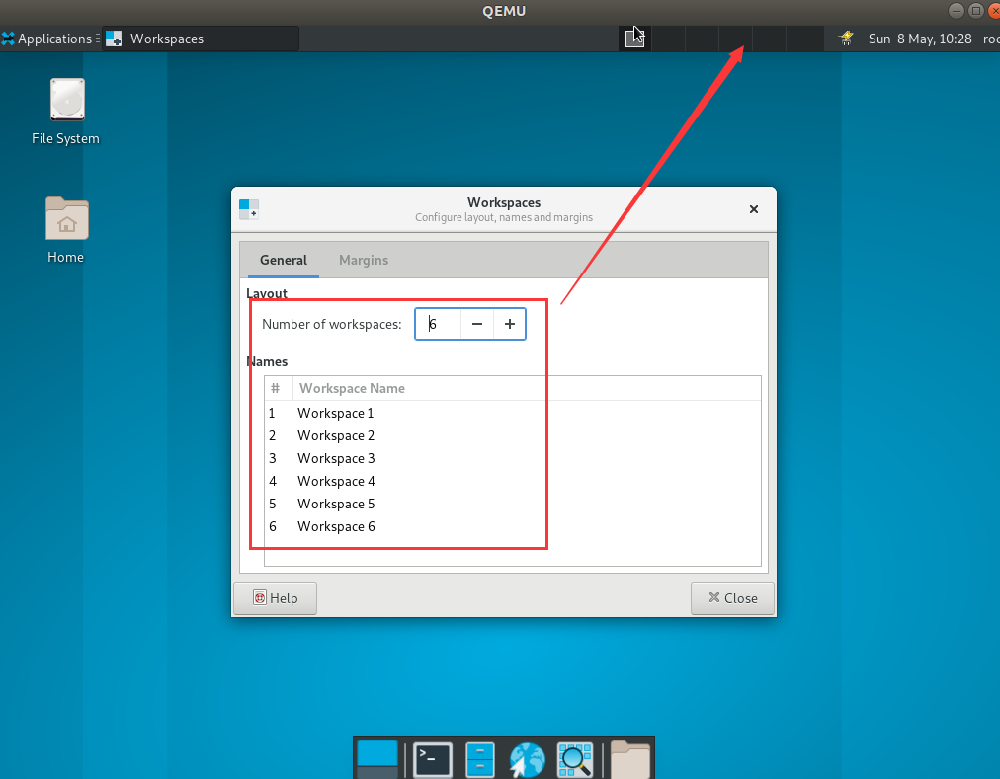 QEMU
Applications
Workspaces
Sun 8 May, 10:28 roo
File System
Home
Workspaces
Configure layout, names and margins
General Margins
Layout
Number of workspaces: 6
Names
# Workspace Name
1 Workspace 1
2 Workspace 2
3 Workspace 3
4 Workspace 4
5 Workspace 5
6 Workspace 6
Help
Close